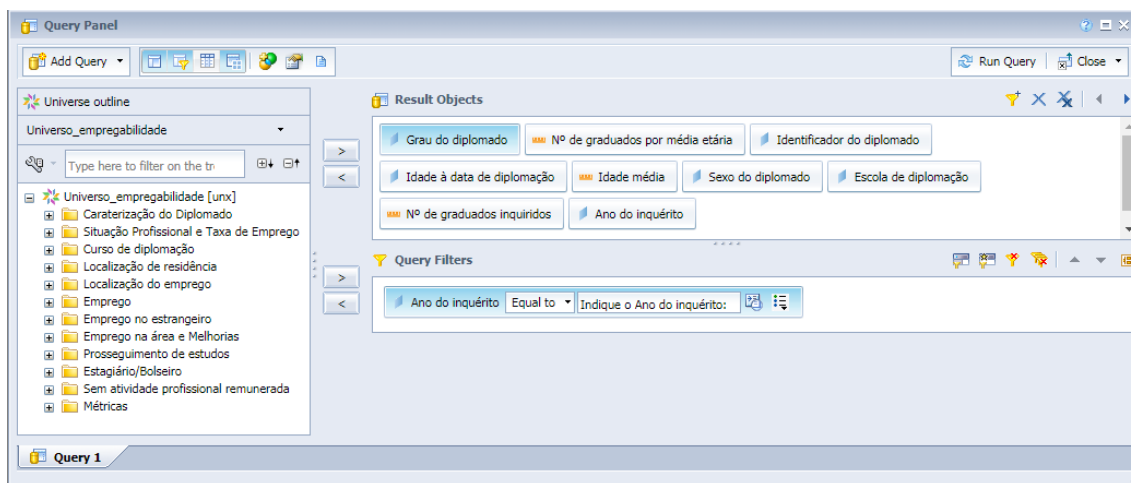 Query Panel
Add Query
Run Query
Close
Universe outline
Universo_empregabilidade
Type here to filter on the tr
Universo_empregabilidade [unx]
Caraterização do Diplomado
Situação Profissional e Taxa de Emprego
Curso de diplomação
Localização de residência
Localização do emprego
Emprego
Emprego no estrangeiro
Emprego na área e Melhorias
Prosseguimento de estudos
Estagiário/Bolseiro
Sem atividade profissional remunerada
Métricas
Result Objects
Grau do diplomado Nº de graduados por média etária Identificador do diplomado
Idade à data de diplomação Idade média Sexo do diplomado Escola de diplomação
Nº de graduados inquiridos Ano do inquérito
Query Filters
Ano do inquérito Equal to Indique o Ano do inquérito:
Query 1